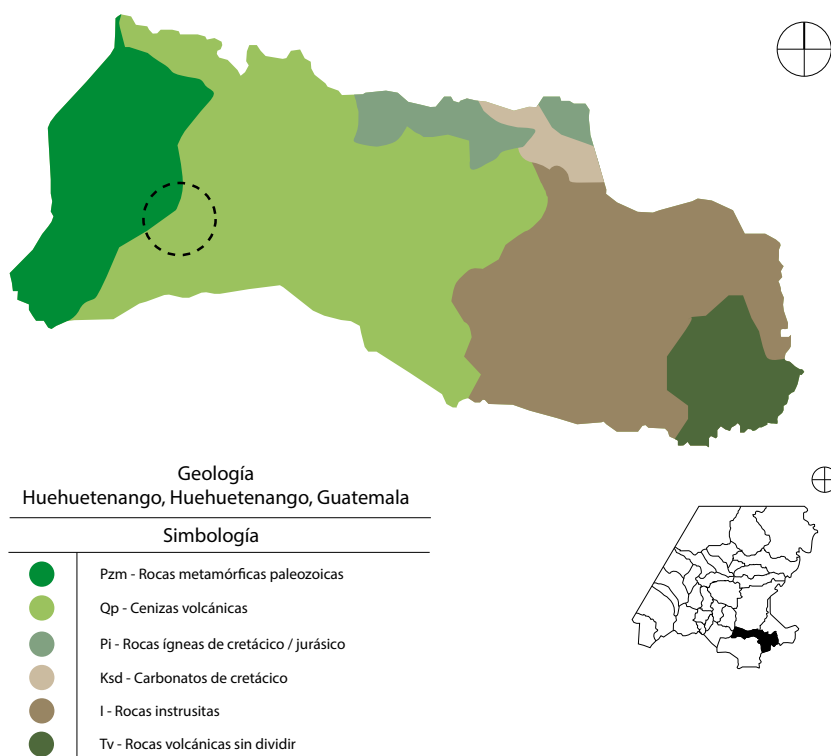 Geología
Huehuetenango, Huehuetenango, Guatemala
Simbología
Pzm - Rocas metamórficas paleozoicas
Qp - Cenizas volcánicas
Pi - Rocas ígneas de cretácico / jurásico
Ksd - Carbonatos de cretácico
I - Rocas instrusitas
Tv - Rocas volcánicas sin dividir